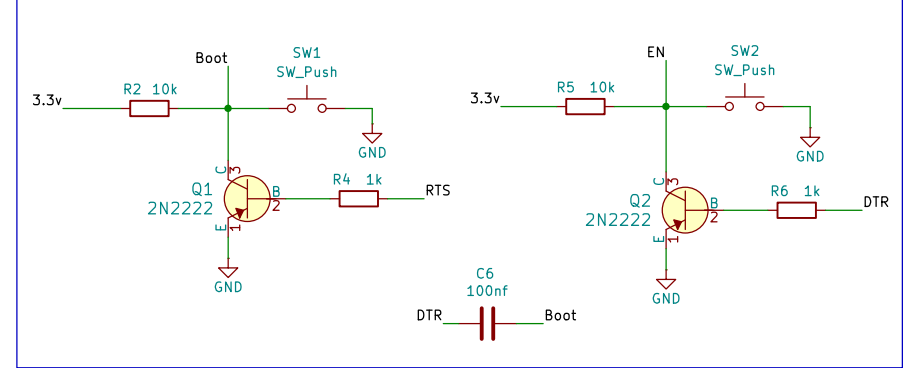 Boot
SW1
SW_Push
R2 10k
3.3v
GND
C
3
Q1
2N2222
B
2
R4 1k
RTS
E
1
GND
EN
SW2
SW_Push
R5 10k
3.3v
GND
C
3
Q2
2N2222
B
2
R6 1k
DTR
E
1
GND
C6
100nf
DTR
Boot